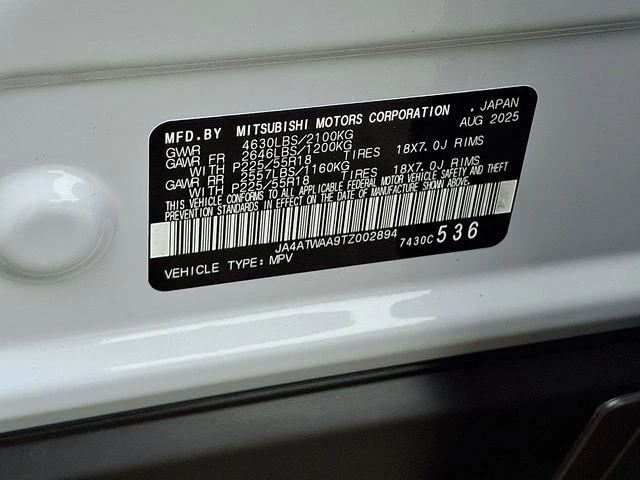 MFD.BY MITSUBISHI MOTORS CORPORATION , JAPAN
AUG 2025
GVWR 4630LBS/2100KG
GAWR FR 2646LBS/1200KG
WITH P225/55R18 TIRES 18X7.0J RIMS
GAWR RR 2557LBS/1160KG
WITH P225/55R18 TIRES 18X7.0J RIMS
THIS VEHICLE CONFORMS TO ALL APPLICABLE FEDERAL MOTOR VEHICLE SAFETY AND THEFT
PREVENTION STANDARDS IN EFFECT ON THE DATE OF MANUFACTURE SHOWN ABOVE.
JA4ATWAA9TZ002894 7430C 536
VEHICLE TYPE: MPV